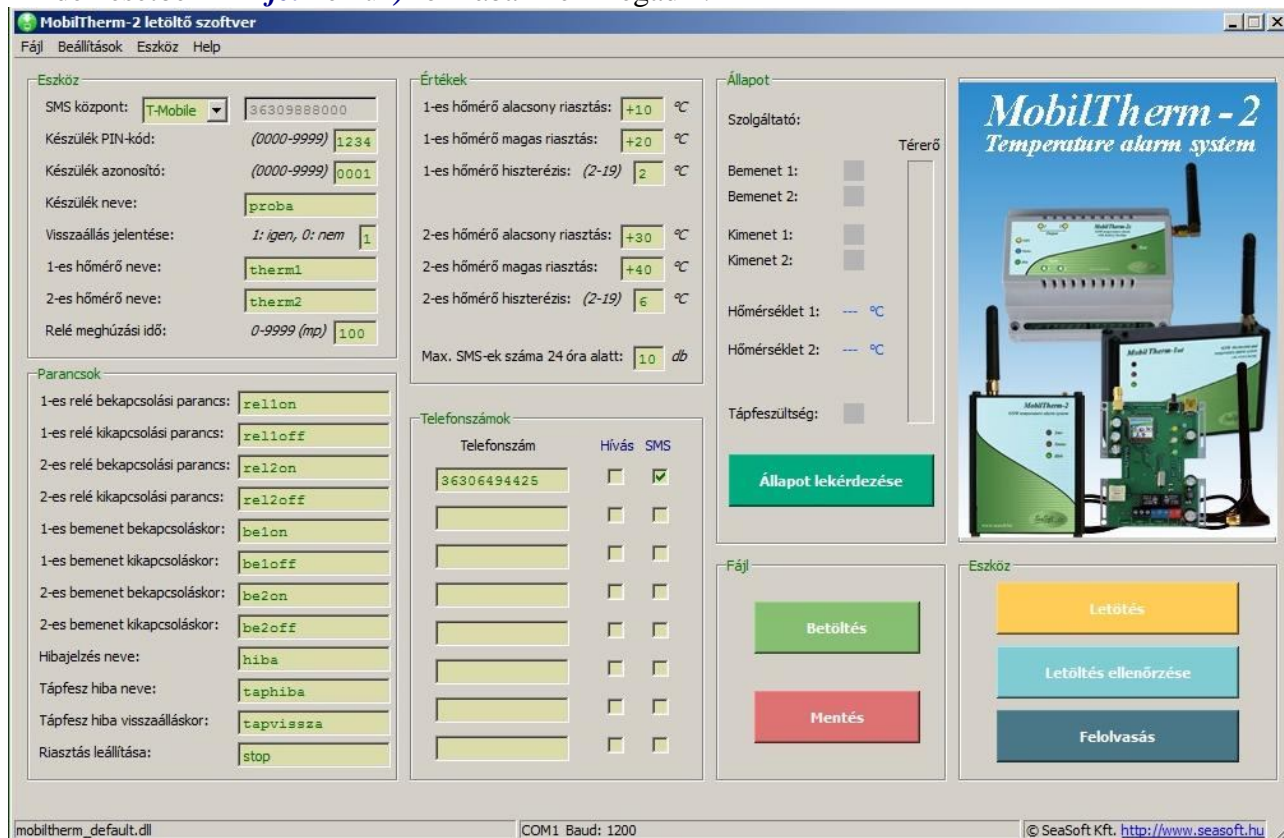 MobilTherm-2 letöltő szoftver
Fájl Beállítások Eszköz Help
Eszköz
SMS központ: T-Mobile 36309888000
Készülék PIN-kód: (0000-9999) 1234
Készülék azonosító: (0000-9999) 0001
Készülék neve: proba
Visszaállás jelentése: 1: igen, 0: nem 1
1-es hőmérő neve: therm1
2-es hőmérő neve: therm2
Relé meghúzási idő: 0-9999 (mp) 100
Parancsok
1-es relé bekapcsolási parancs: rel1on
1-es relé kikapcsolási parancs: rel1off
2-es relé bekapcsolási parancs: rel2on
2-es relé kikapcsolási parancs: rel2off
1-es bemenet bekapcsoláskor: be1on
1-es bemenet kikapcsoláskor: be1off
2-es bemenet bekapcsoláskor: be2on
2-es bemenet kikapcsoláskor: be2off
Hibajelzés neve: hiba
Tápfesz hiba neve: taphiba
Tápfesz hiba visszaálláskor: tapvissza
Riasztás leállítása: stop
Értékek
1-es hőmérő alacsony riasztás: +10 °C
1-es hőmérő magas riasztás: +20 °C
1-es hőmérő hiszterézis: (2-19) 2 °C
2-es hőmérő alacsony riasztás: +30 °C
2-es hőmérő magas riasztás: +40 °C
2-es hőmérő hiszterézis: (2-19) 6 °C
Max. SMS-ek száma 24 óra alatt: 10 db
Telefonszámok
Telefonszám Hívás SMS
36306494425
Állapot
Szolgáltató:
Térerő
Bemenet 1:
Bemenet 2:
Kimenet 1:
Kimenet 2:
Hőmérséklet 1: --- °C
Hőmérséklet 2: --- °C
Tápfeszültség:
Állapot lekérdezése
Fájl
Betöltés
Mentés
MobilTherm - 2
Temperature alarm system
Mobil Therm-1st
MobilTherm-2
SeaSoft
Eszköz
Letötés
Letöltés ellenőrzése
Felolvasás
mobiltherm_default.dll
COM1 Baud: 1200
© SeaSoft Kft. http://www.seasoft.hu